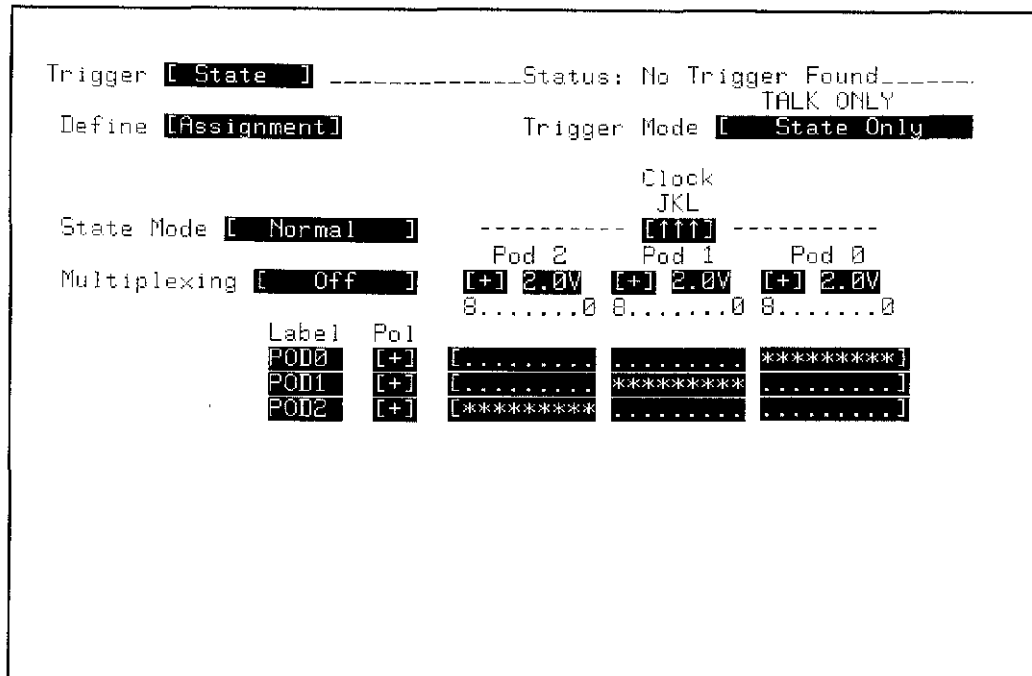 Trigger [ State ] _____________Status: No Trigger Found_______
TALK ONLY
Define [Assignment] Trigger Mode [ State Only
Clock
JKL
State Mode [ Normal ] ---------- [↑↑↑] ----------
Pod 2 Pod 1 Pod 0
Multiplexing [ Off ] [+] 2.0V [+] 2.0V [+] 2.0V
8.......0 8.......0 8.......0
Label Pol
POD0 [+] [......... ......... *********]
POD1 [+] [......... ********* .........]
POD2 [+] [********* ......... .........]